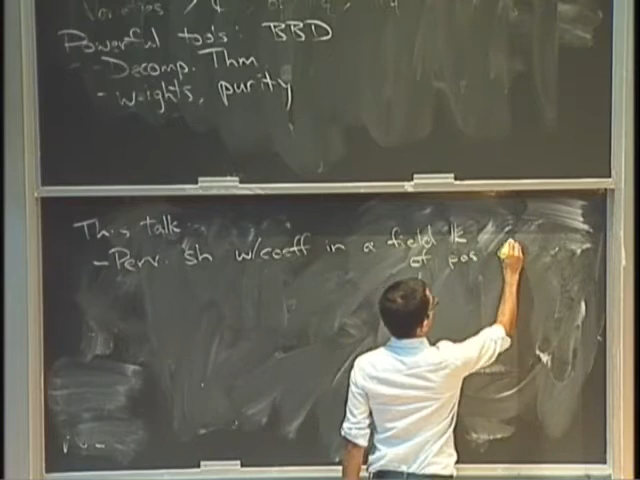 Powerful tools: BBD
- Decomp. Thm
- weights, purity
This talk
- Perv. sh w/coeff in a field k
of pos